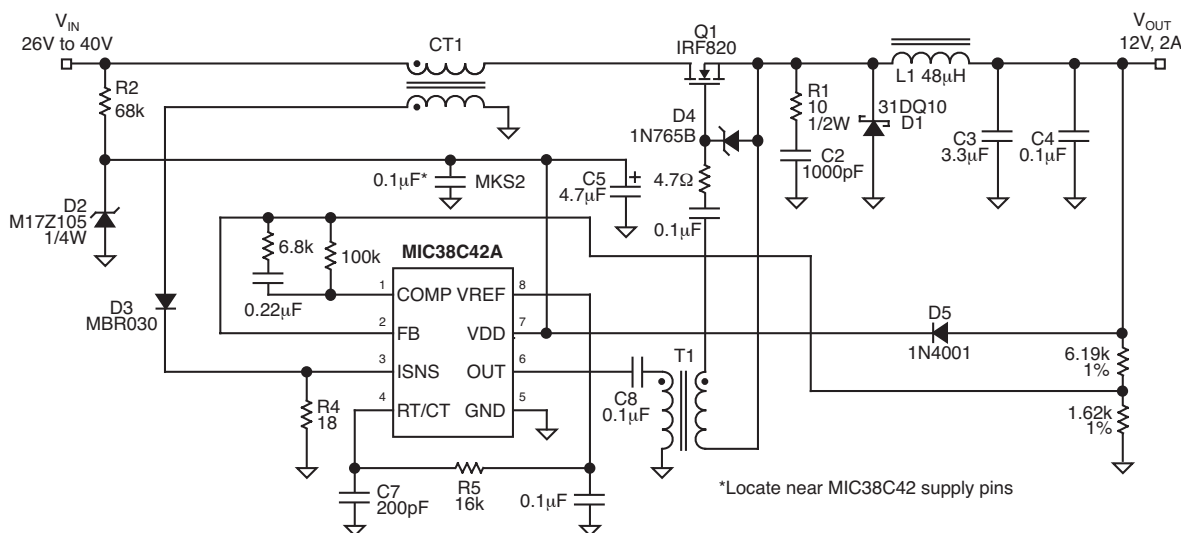 VIN
26V to 40V
CT1
Q1
IRF820
VOUT
12V, 2A
R2
68k
L1 48µH
D4
1N765B
R1
10
1/2W
31DQ10
D1
C2
1000pF
C3
3.3µF
C4
0.1µF
0.1µF*
MKS2
C5
4.7µF
+
4.7Ω
0.1µF
D2
M17Z105
1/4W
6.8k
100k
0.22µF
MIC38C42A
1 COMP VREF 8
2 FB VDD 7
3 ISNS OUT 6
4 RT/CT GND 5
D3
MBR030
D5
1N4001
T1
C8
0.1µF
6.19k
1%
1.62k
1%
R4
18
C7
200pF
R5
16k
0.1µF
*Locate near MIC38C42 supply pins